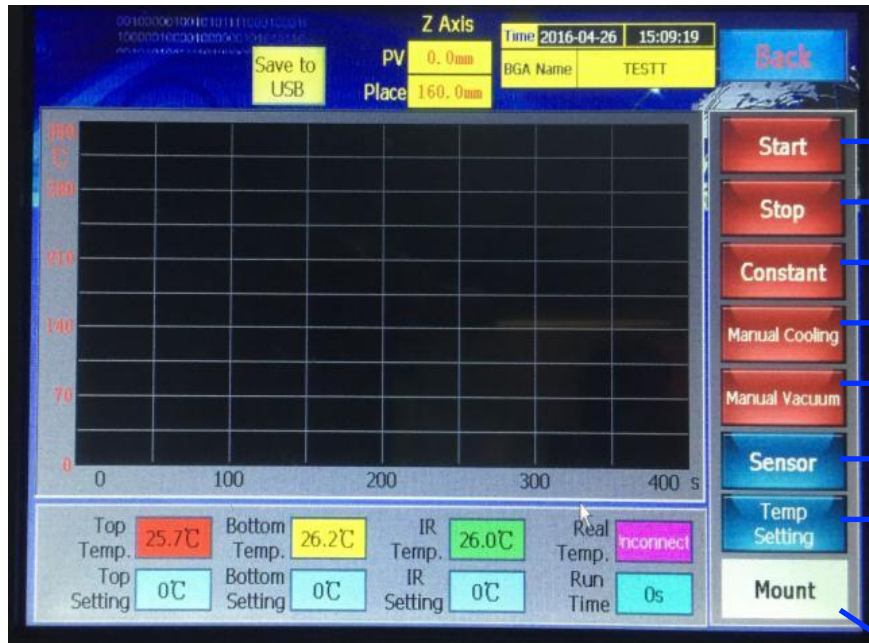 Z Axis
Time 2016-04-26 15:09:19
Back
Save to
USB
PV 0.0mm
BGA Name TESTT
Place 160.0mm
℃
280
210
140
70
0
0 100 200 300 400 s
Start
Stop
Constant
Manual Cooling
Manual Vacuum
Sensor
Temp
Setting
Mount
Top
Temp. 25.7℃
Bottom
Temp. 26.2℃
IR
Temp. 26.0℃
Real
Temp. Inconnect
Top
Setting 0℃
Bottom
Setting 0℃
IR
Setting 0℃
Run
Time 0s